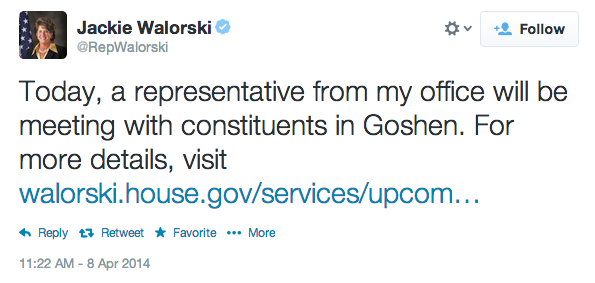 Jackie Walorski
@RepWalorski
Follow
Today, a representative from my office will be
meeting with constituents in Goshen. For
more details, visit
walorski.house.gov/services/upcom…
Reply Retweet Favorite More
11:22 AM - 8 Apr 2014